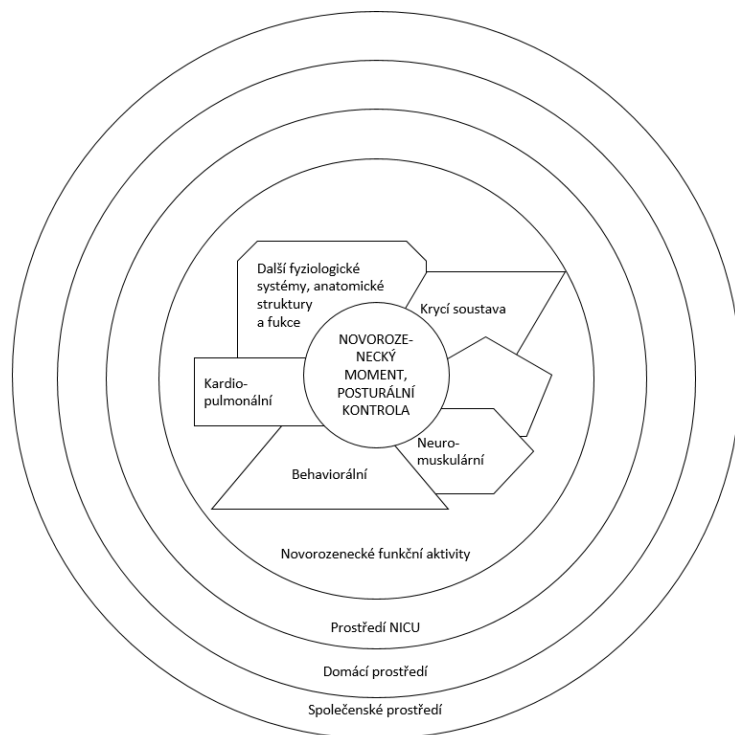 Další fyziologické
systémy, anatomické
struktury
a fukce
Krycí soustava
NOVOROZE-
NECKÝ
MOMENT,
POSTURÁLNÍ
KONTROLA
Kardio-
pulmonální
Neuro-
muskulární
Behaviorální
Novorozenecké funkční aktivity
Prostředí NICU
Domácí prostředí
Společenské prostředí